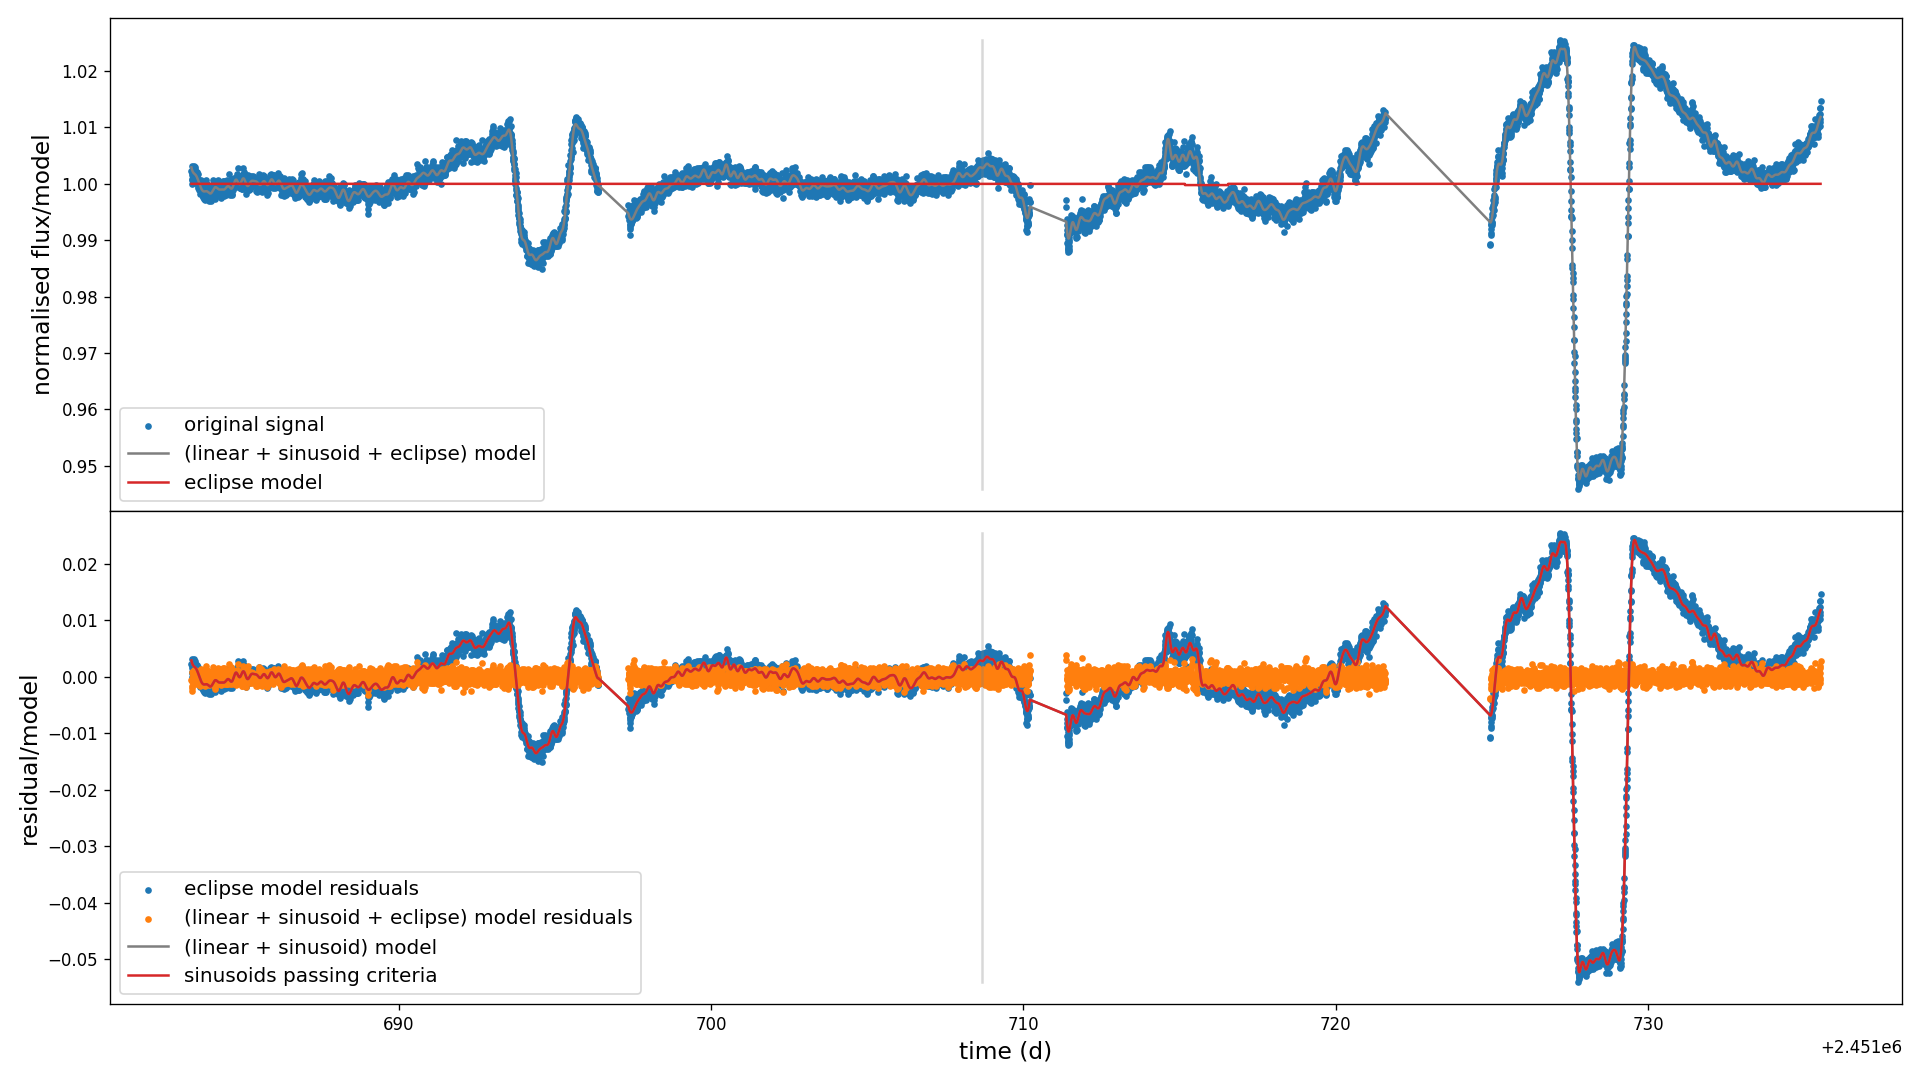 normalised flux/model
1.02
1.01
1.00
0.99
0.98
0.97
0.96
0.95
original signal
(linear + sinusoid + eclipse) model
eclipse model
residual/model
0.02
0.01
0.00
−0.01
−0.02
−0.03
−0.04
−0.05
eclipse model residuals
(linear + sinusoid + eclipse) model residuals
(linear + sinusoid) model
sinusoids passing criteria
690 700 710 720 730
time (d)
+2.451e6